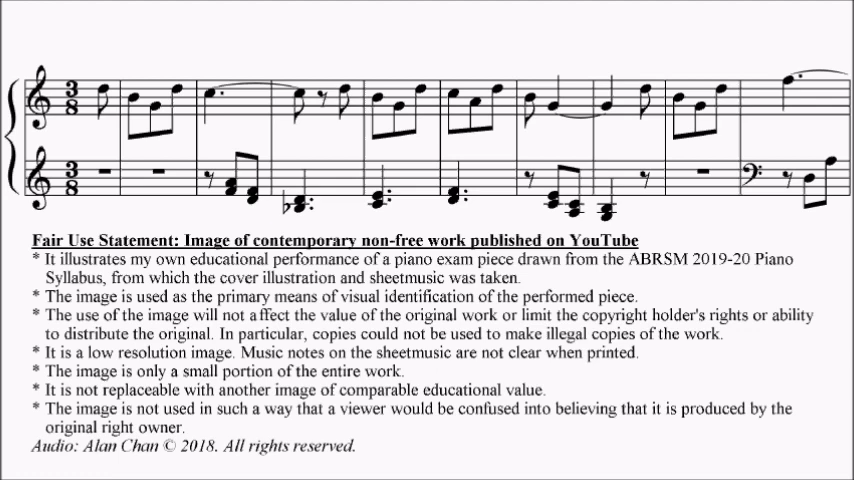 3
8
3
8
Fair Use Statement: Image of contemporary non-free work published on YouTube
* It illustrates my own educational performance of a piano exam piece drawn from the ABRSM 2019-20 Piano
Syllabus, from which the cover illustration and sheetmusic was taken.
* The image is used as the primary means of visual identification of the performed piece.
* The use of the image will not affect the value of the original work or limit the copyright holder's rights or ability
to distribute the original. In particular, copies could not be used to make illegal copies of the work.
* It is a low resolution image. Music notes on the sheetmusic are not clear when printed.
* The image is only a small portion of the entire work.
* It is not replaceable with another image of comparable educational value.
* The image is not used in such a way that a viewer would be confused into believing that it is produced by the
original right owner.
Audio: Alan Chan © 2018. All rights reserved.